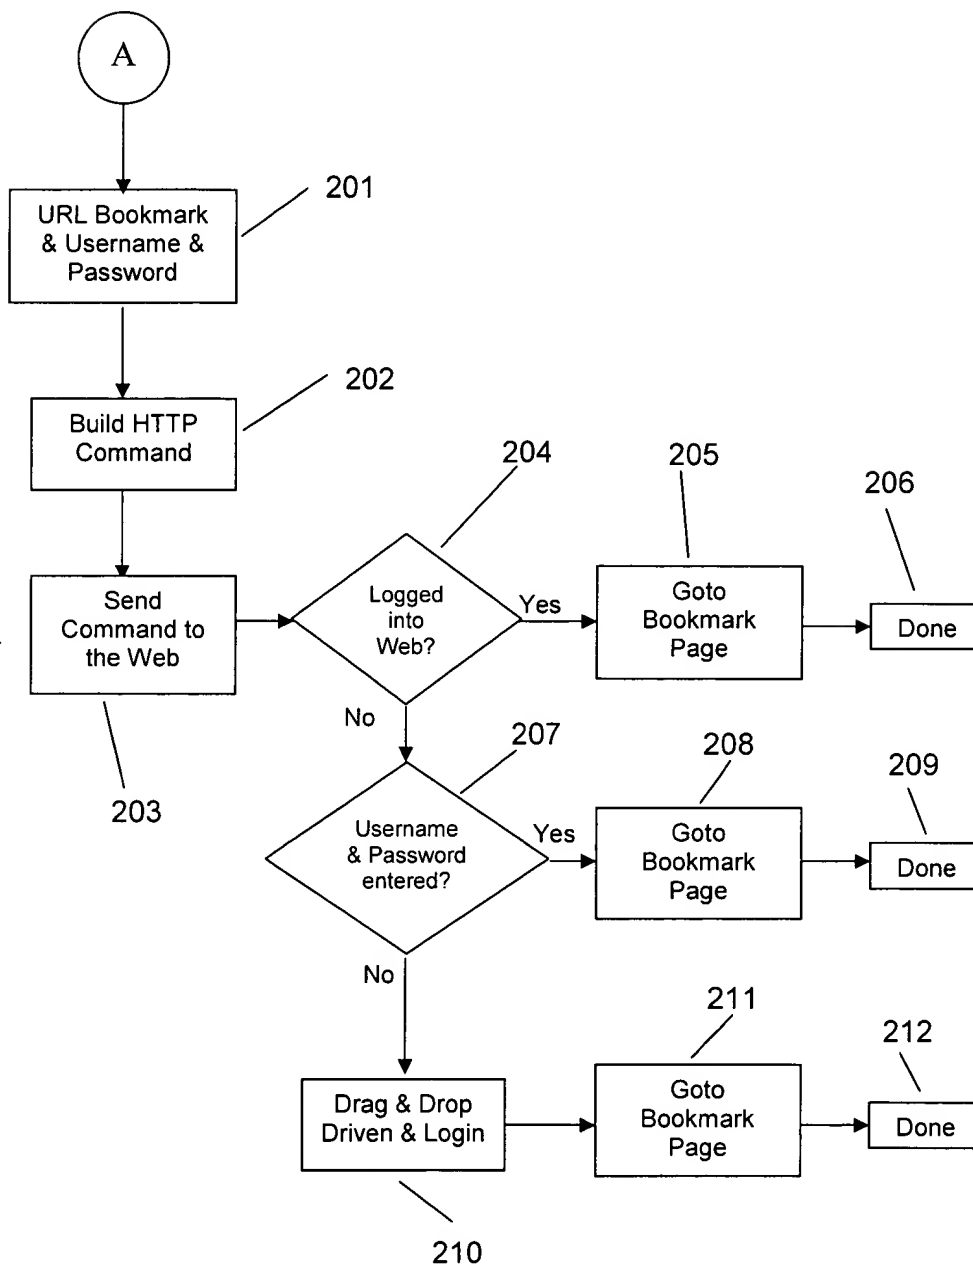 A
201
URL Bookmark
& Username &
Password
202
Build HTTP
Command
204
205
206
Send
Command to
the Web
Logged
into
Web?
Yes
Goto
Bookmark
Page
Done
No
203
207
208
209
Username
& Password
entered?
Yes
Goto
Bookmark
Page
Done
No
211
212
Drag & Drop
Driven & Login
Goto
Bookmark
Page
Done
210